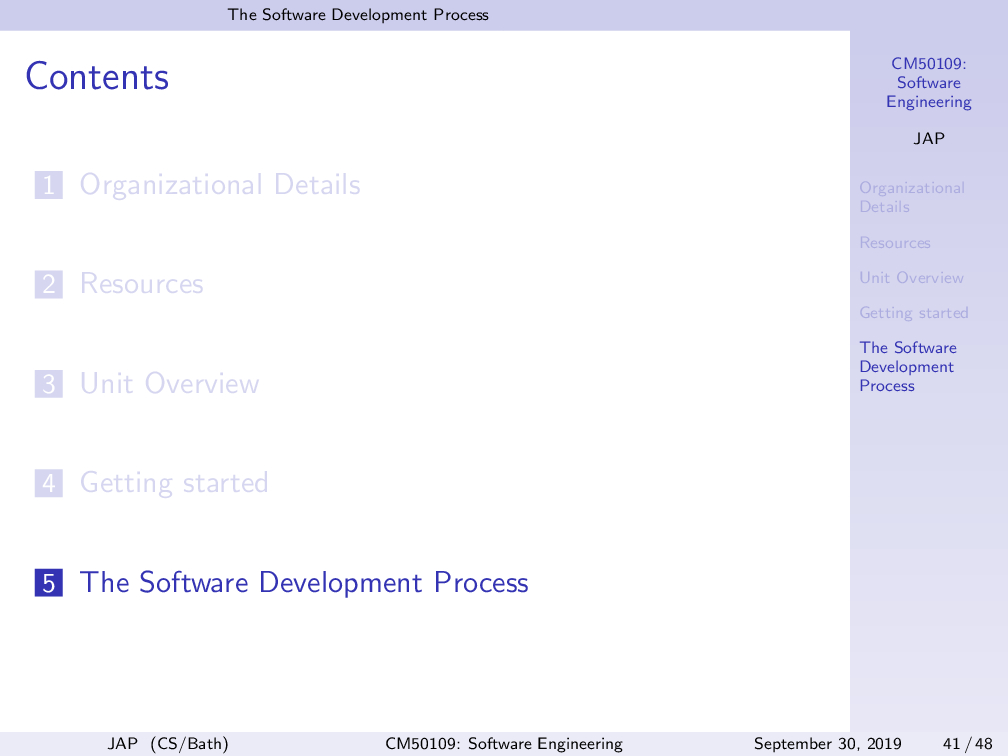 The Software Development Process
Contents
1 Organizational Details
2 Resources
3 Unit Overview
4 Getting started
5 The Software Development Process
CM50109:
Software
Engineering
JAP
Organizational
Details
Resources
Unit Overview
Getting started
The Software
Development
Process
JAP (CS/Bath) CM50109: Software Engineering September 30, 2019 41 / 48